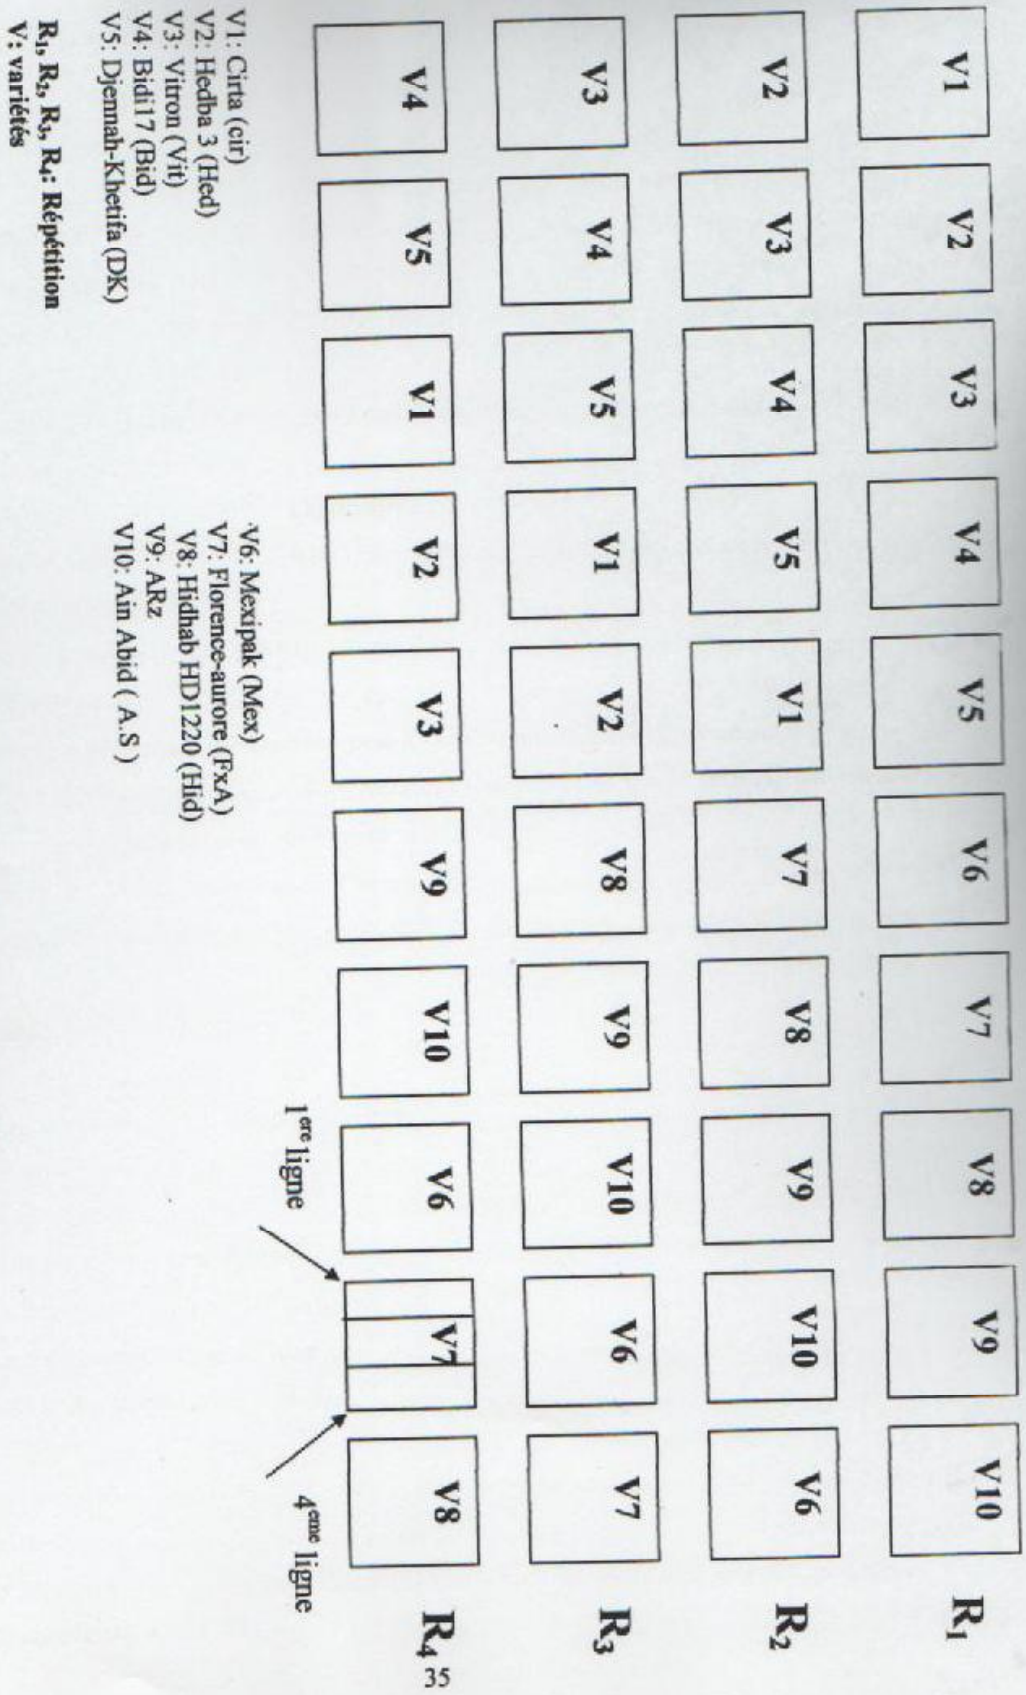 V1 V2 V3 V4 V5 V6 V7 V8 V9 V10 R₁
V2 V3 V4 V5 V1 V7 V8 V9 V10 V6 R₂
V3 V4 V5 V1 V2 V8 V9 V10 V6 V7 R₃
V4 V5 V1 V2 V3 V9 V10 V6 V7 V8 R₄
1ere ligne
4eme ligne
V1: Cirta (cir)
V2: Hedba 3 (Hed)
V3: Vitron (Vit)
V4: Bidi17 (Bid)
V5: Djennah-Khetifa (DK)
V6: Mexipak (Mex)
V7: Florence-aurore (FxA)
V8: Hidhab HD1220 (Hid)
V9: ARz
V10: Ain Abid ( A.S )
R₁, R₂, R₃, R₄: Répétition
V: variétés
35